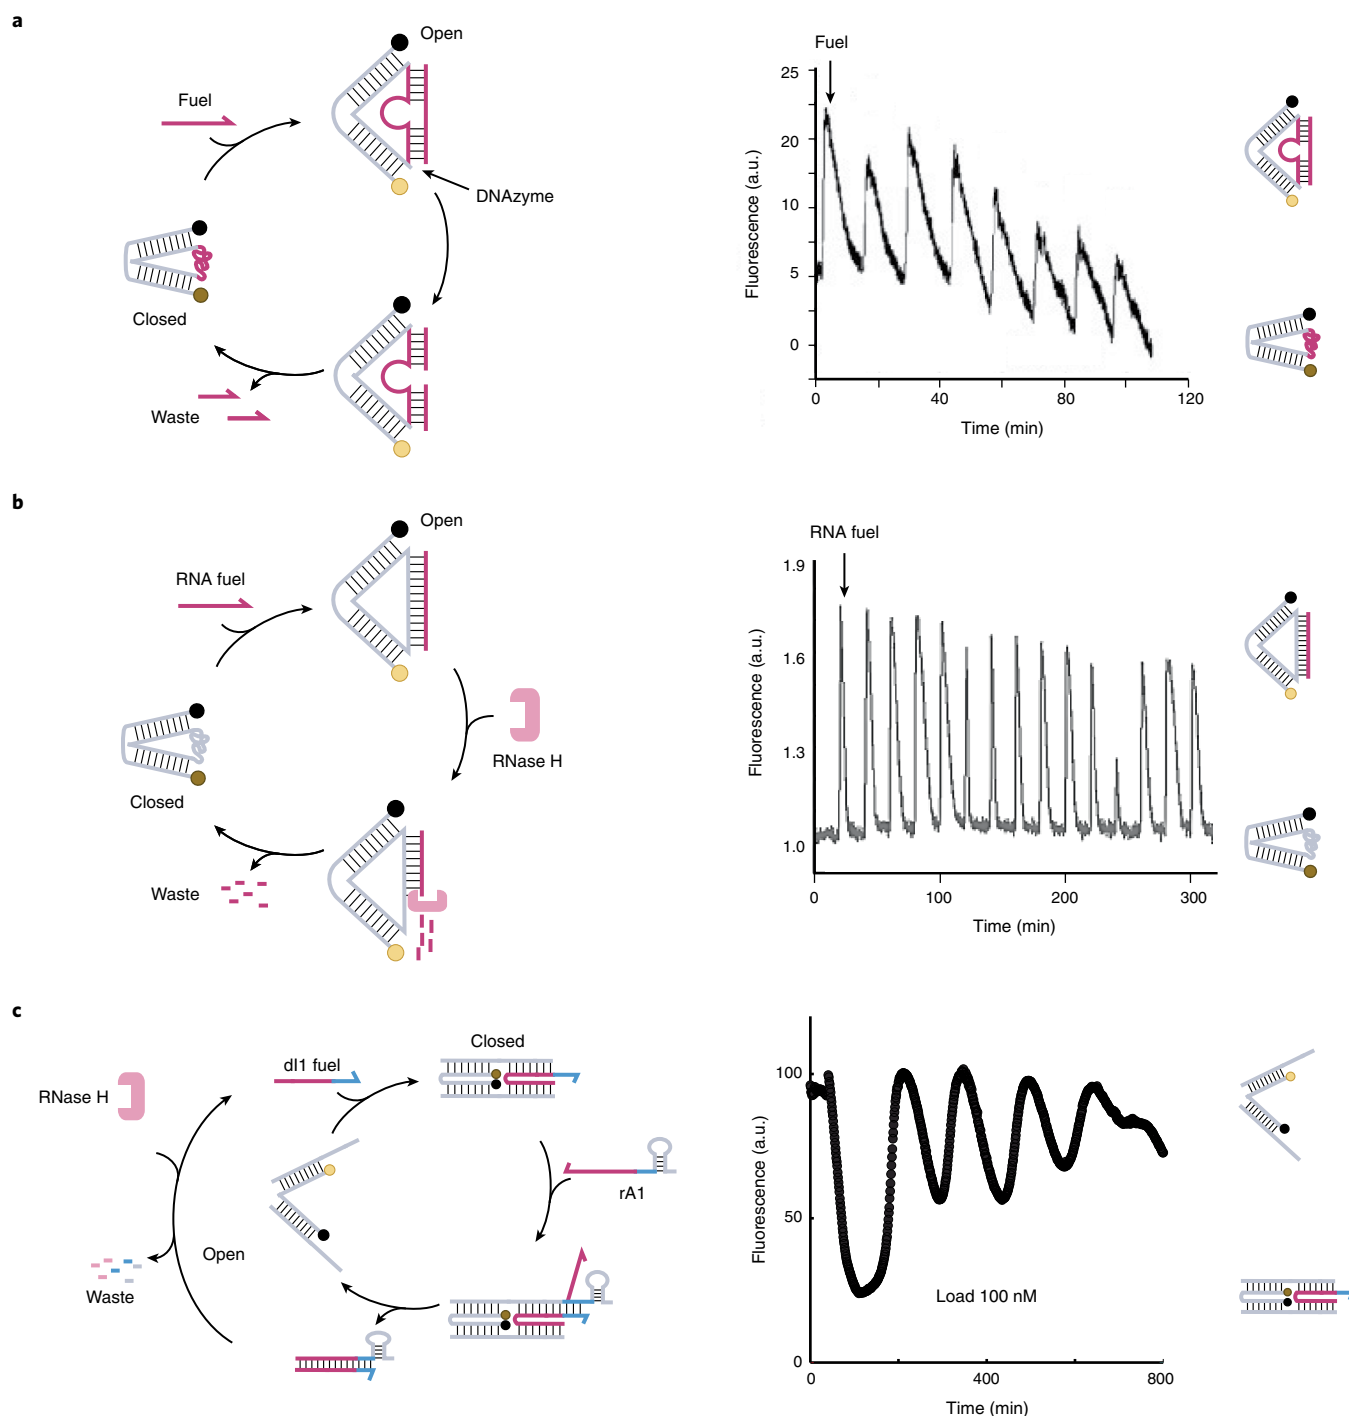 a
Open
Fuel
DNAzyme
Closed
Waste
Fuel
25
20
10
5
0
Fluorescence (a.u.)
0
40
80
120
Time (min)
b
Open
RNA fuel
RNase H
Closed
Waste
RNA fuel
1.9
1.6
1.3
1.0
Fluorescence (a.u.)
0
100
200
300
Time (min)
c
Closed
dI1 fuel
RNase H
rA1
Open
Waste
100
50
0
Fluorescence (a.u.)
Load 100 nM
0
400
800
Time (min)